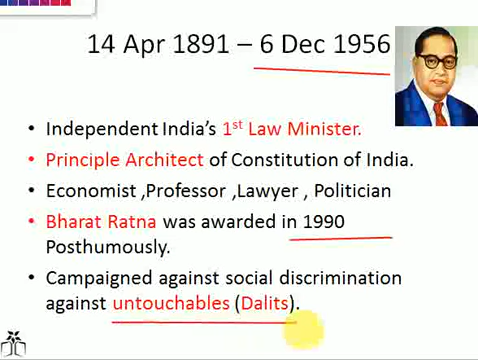 14 Apr 1891 – 6 Dec 1956
• Independent India's 1st Law Minister.
• Principle Architect of Constitution of India.
• Economist ,Professor ,Lawyer , Politician
• Bharat Ratna was awarded in 1990
Posthumously.
• Campaigned against social discrimination
against untouchables (Dalits).